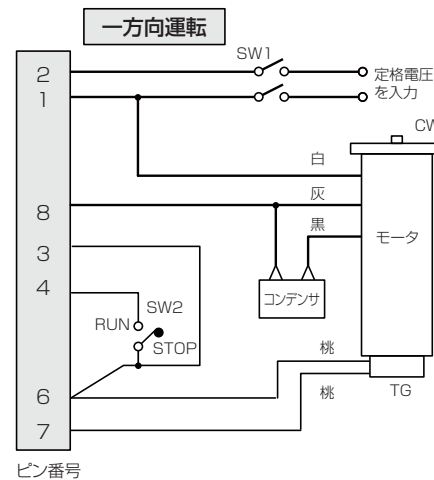 一方向運転
SW1
2
定格電圧
を入力
1
CW
白
灰
8
黒
モータ
3
コンデンサ
4
SW2
RUN
STOP
桃
6
桃
TG
7
ピン番号